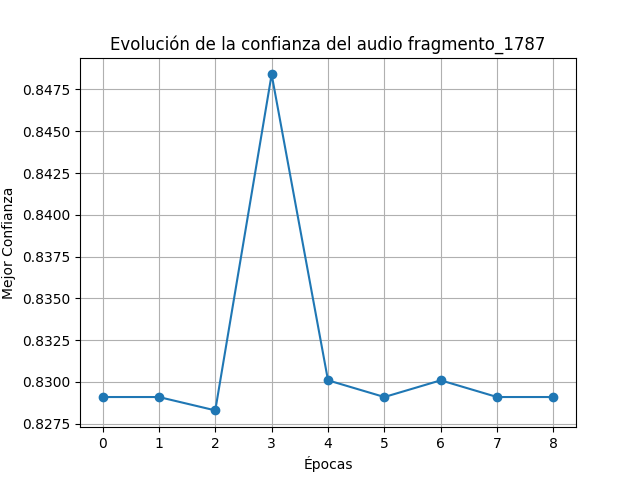 Evolución de la confianza del audio fragmento_1787
Mejor Confianza
0.8475
0.8450
0.8425
0.8400
0.8375
0.8350
0.8325
0.8300
0.8275
0 1 2 3 4 5 6 7 8
Épocas